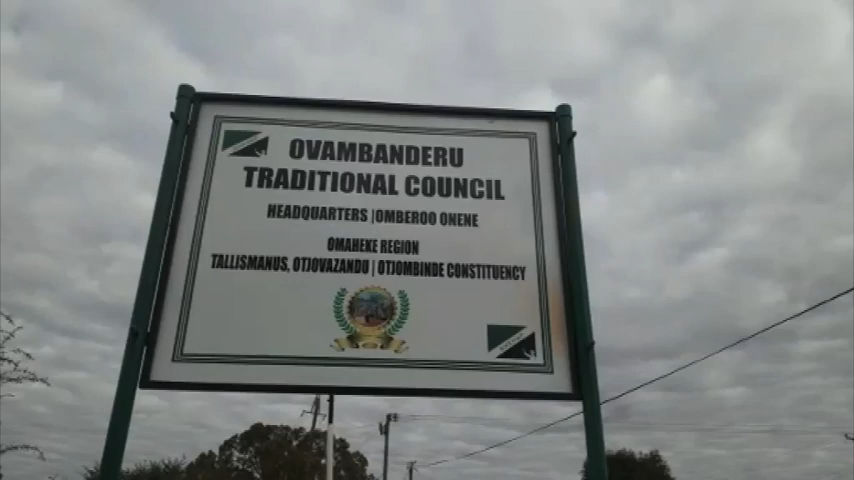 OVAMBANDERU
TRADITIONAL COUNCIL
HEADQUARTERS | OMBEROO ONENE
OMAHEKE REGION
TALLISMANUS, OTJOVAZANDU | OTJOMBINDE CONSTITUENCY